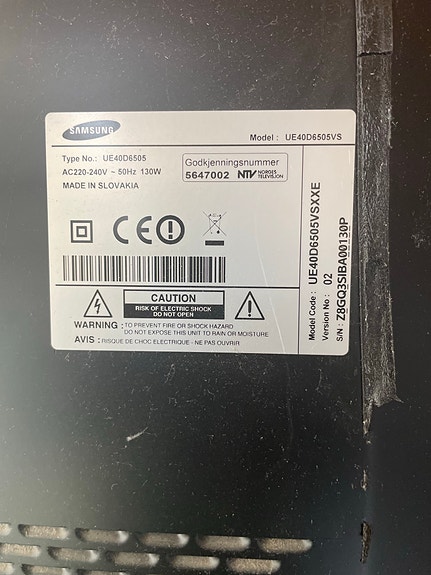 SAMSUNG
Model : UE40D6505VS
Type No.: UE40D6505
AC220-240V ~ 50Hz 130W
MADE IN SLOVAKIA
Godkjenningsnummer
5647002 NTV NORGES TELEVISJON
CE
CAUTION
RISK OF ELECTRIC SHOCK
DO NOT OPEN
WARNING : TO PREVENT FIRE OR SHOCK HAZARD
DO NOT EXPOSE THIS UNIT TO RAIN OR MOISTURE
AVIS : RISQUE DE CHOC ELECTRIQUE - NE PAS OUVRIR
Model Code : UE40D6505VSXXE
Version No : 02
S/N : Z8GQ3SIBA00130P